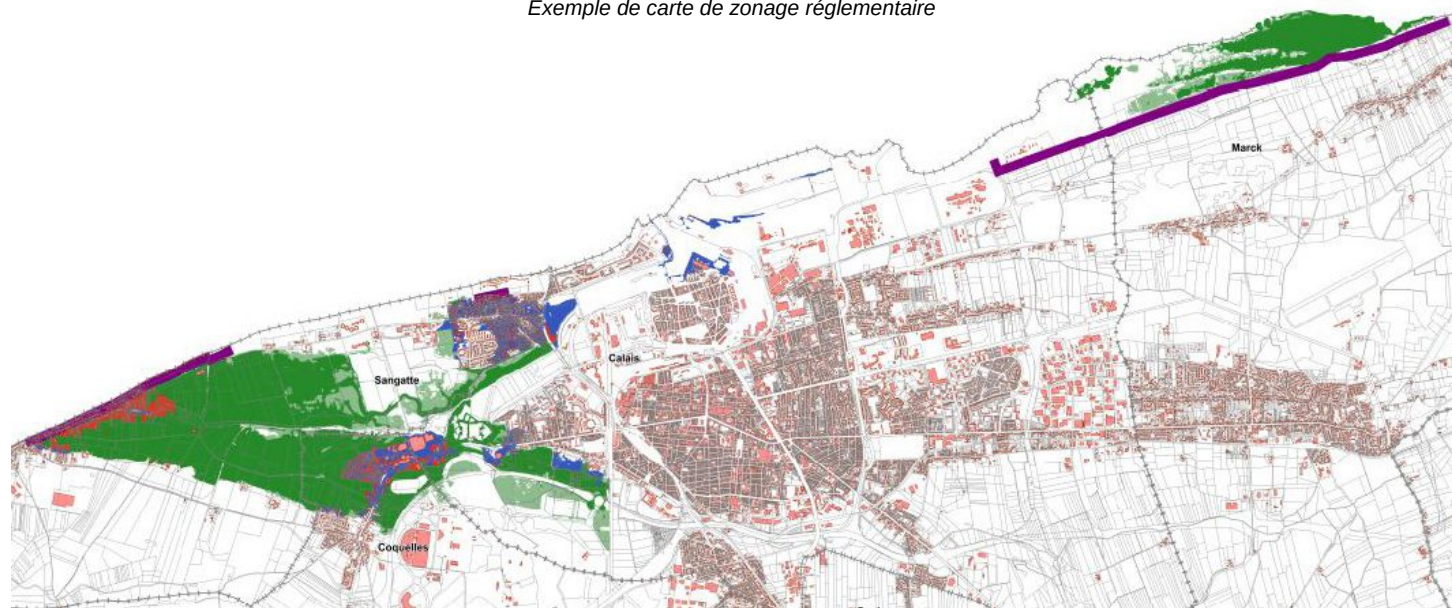 Exemple de carte de zonage réglementaire
Marck
Calais
Sangatte
Coquelles